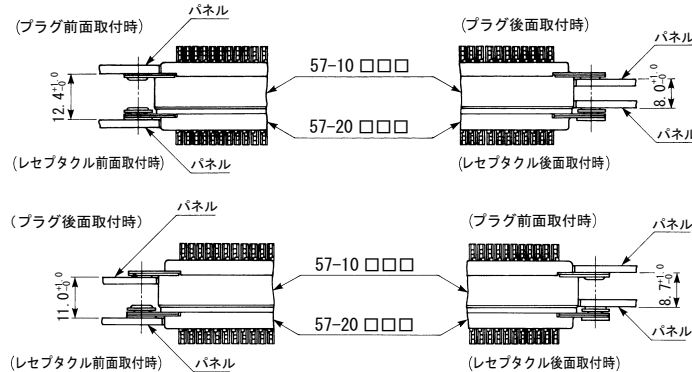 (プラグ前面取付時)
パネル
12.4+1.0 -0
(レセプタクル前面取付時)
パネル
57-10 □□□
57-20 □□□
(プラグ後面取付時)
パネル
8.0+1.0 -0
パネル
(レセプタクル後面取付時)
(プラグ後面取付時)
パネル
11.0+1.0 -0
(レセプタクル前面取付時)
パネル
57-10 □□□
57-20 □□□
(プラグ前面取付時)
パネル
8.7+1.0 -0
パネル
(レセプタクル後面取付時)